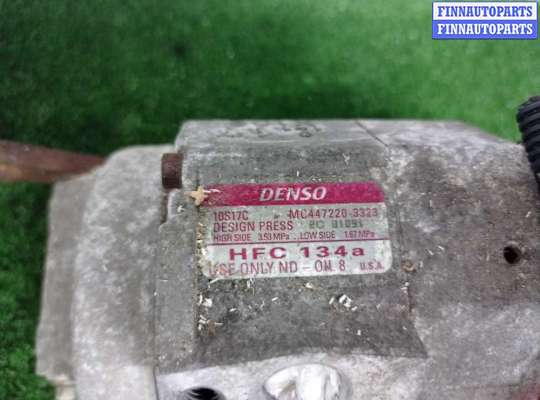 FINNAUTOPARTS
FINNAUTOPARTS
DENSO
10S17C MC447220-3323
DESIGN PRESS
HIGH SIDE 3.53 MPa LOW SIDE 1.67 MPa
HFC 134a
USE ONLY ND-OIL 8 U.S.A.